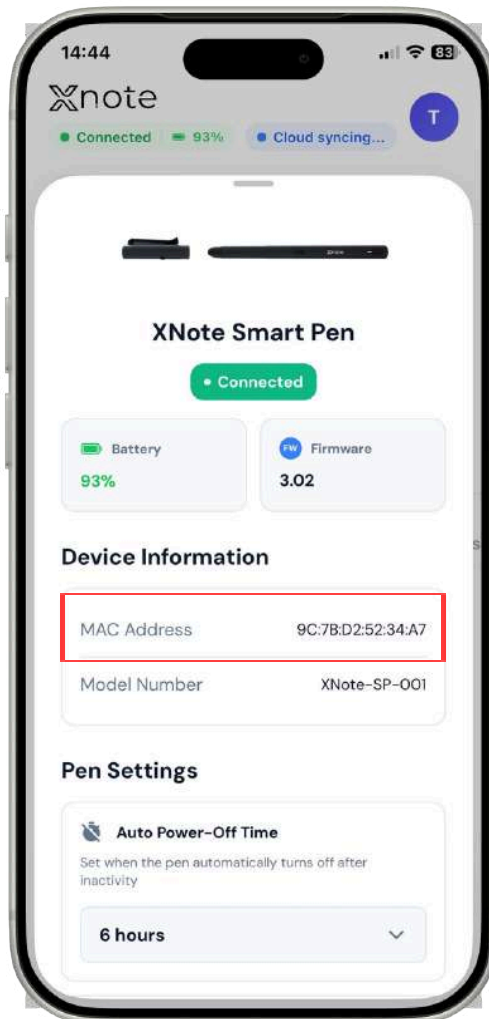 14:44
83
Xnote
Connected 93% Cloud syncing...
T
XNote Smart Pen
Connected
Battery
93%
FW Firmware
3.02
Device Information
MAC Address 9C:7B:D2:52:34:A7
Model Number XNote-SP-001
Pen Settings
Auto Power-Off Time
Set when the pen automatically turns off after
inactivity
6 hours